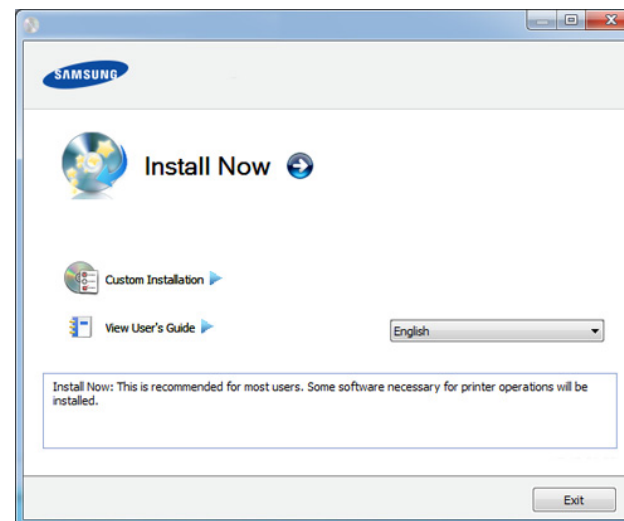 SAMSUNG
Install Now
Custom Installation
View User's Guide
English
Install Now: This is recommended for most users. Some software necessary for printer operations will be
installed.
Exit